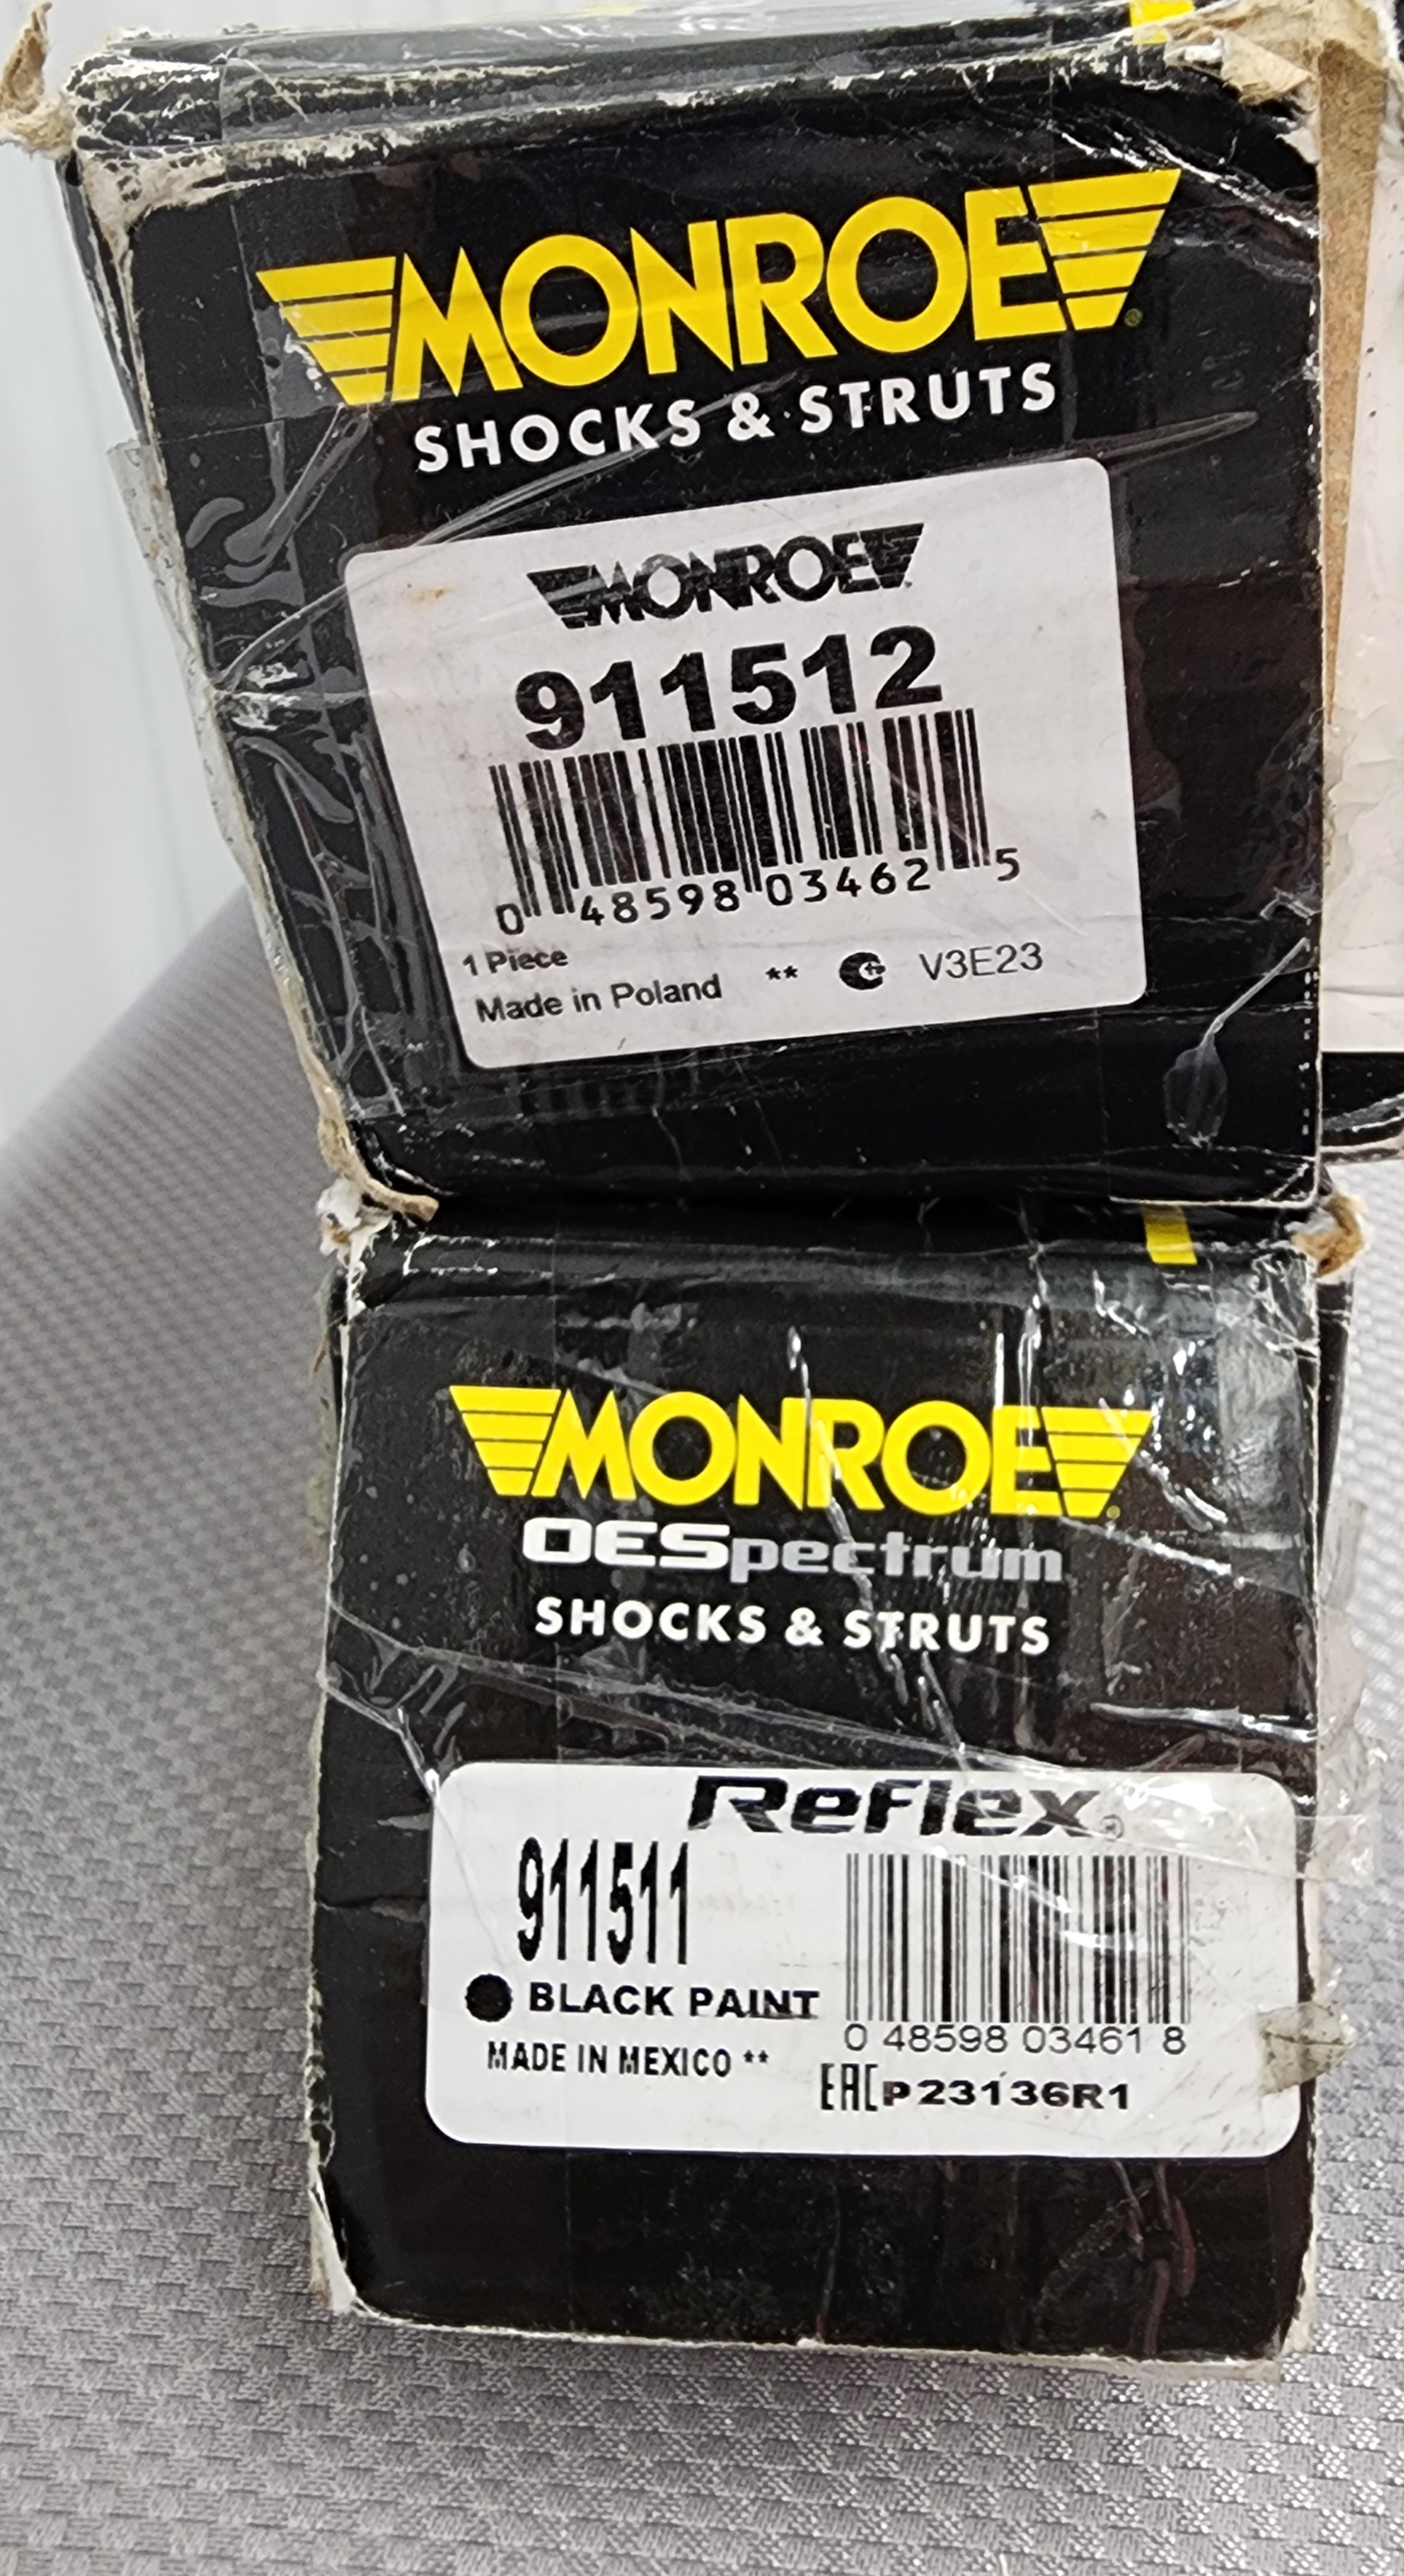 MONROE
SHOCKS & STRUTS
MONROE
911512
0 48598 03462 5
1 Piece
Made in Poland ** V3E23
MONROE
OESpectrum
SHOCKS & STRUTS
Reflex®
911511
BLACK PAINT
0 48598 03461 8
MADE IN MEXICO **
EAC P23136R1